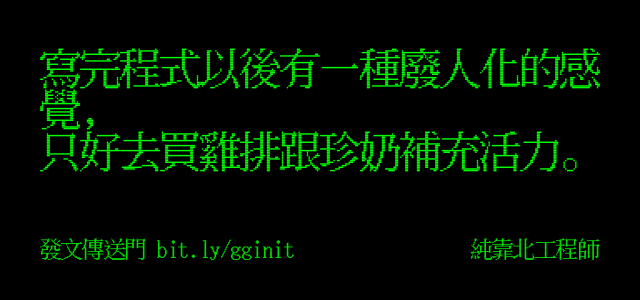 寫完程式以後有一種廢人化的感
覺,
只好去買雞排跟珍奶補充活力。
發文傳送門 bit.ly/gginit
純靠北工程師